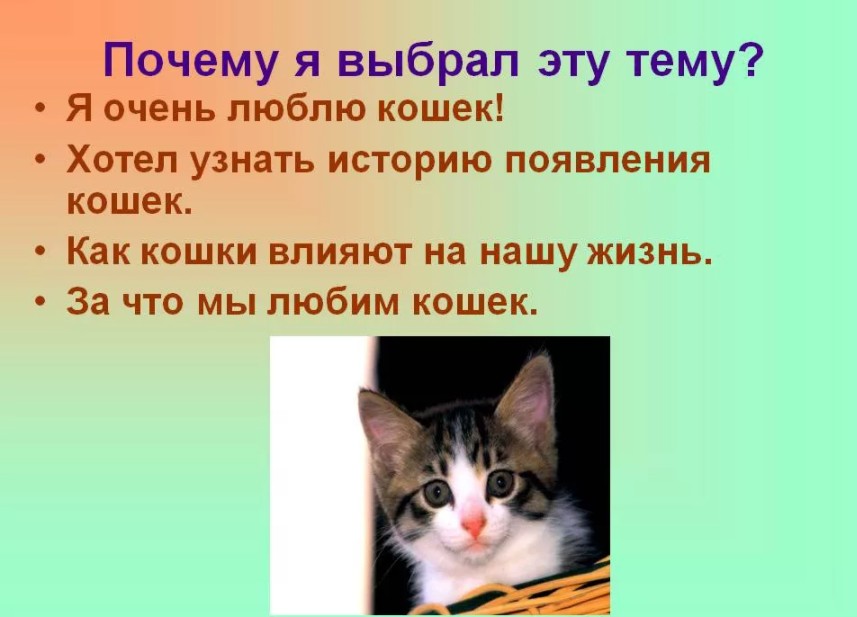 Почему я выбрал эту тему?
• Я очень люблю кошек!
• Хотел узнать историю появления
кошек.
• Как кошки влияют на нашу жизнь.
• За что мы любим кошек.